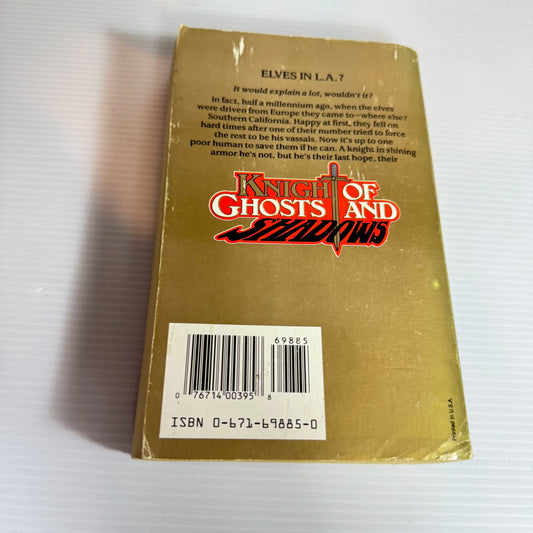 ELVES IN L.A.?
It would explain a lot, wouldn't it?
In fact, half a millennium ago, when the elves
were driven from Europe they came to—where else?
Southern California. Happy at first, they fell on
hard times after one of their number tried to force
the rest to be his vassals. Now it's up to one
poor human to save them if he can. A knight in shining
armor he's not, but he's their last hope, their
KNIGHT OF
GHOSTS AND
SHADOWS
69885
0 76714 00395 8
ISBN 0-671-69885-0
Printed in U.S.A.